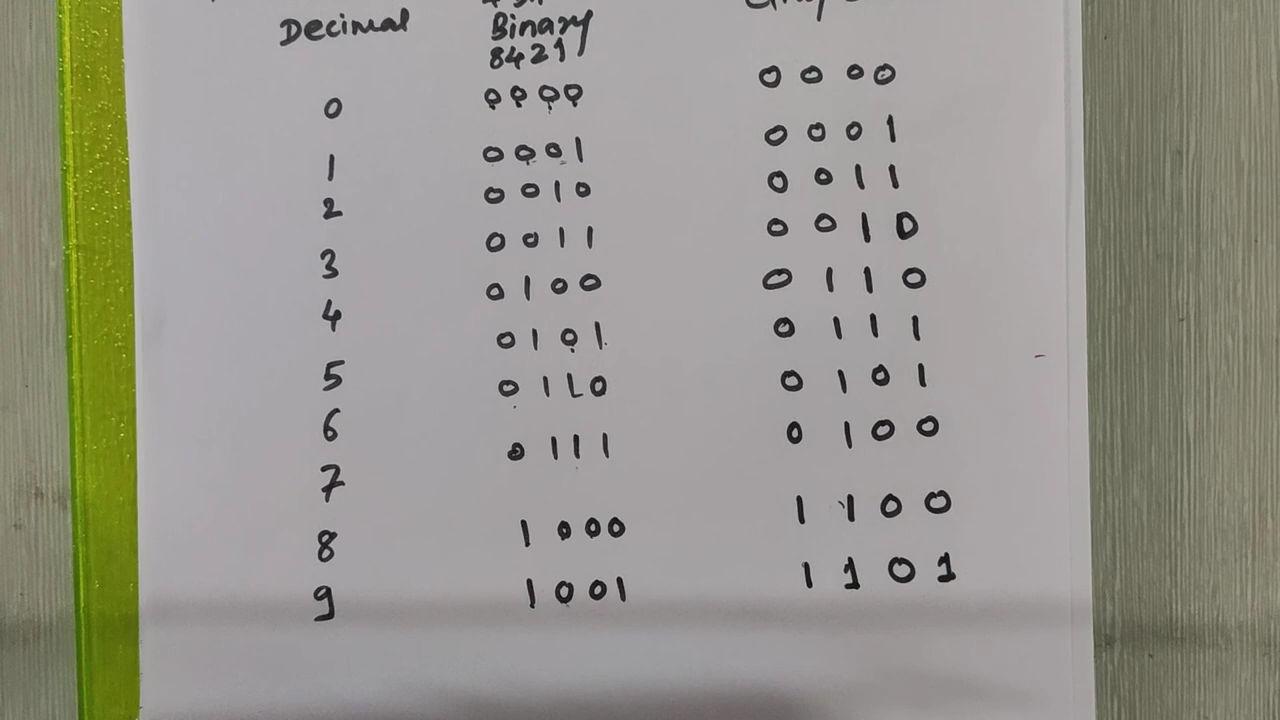 Decimal Binary
8421
0 0000 0000
1 0001 0001
2 0010 0011
3 0011 0010
4 0100 0110
5 0101 0111
6 0110 0101
7 0111 0100
8 1000 1100
9 1001 1101